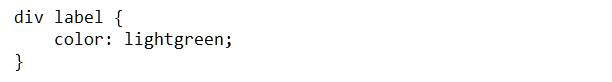 div label {
    color: lightgreen;
}